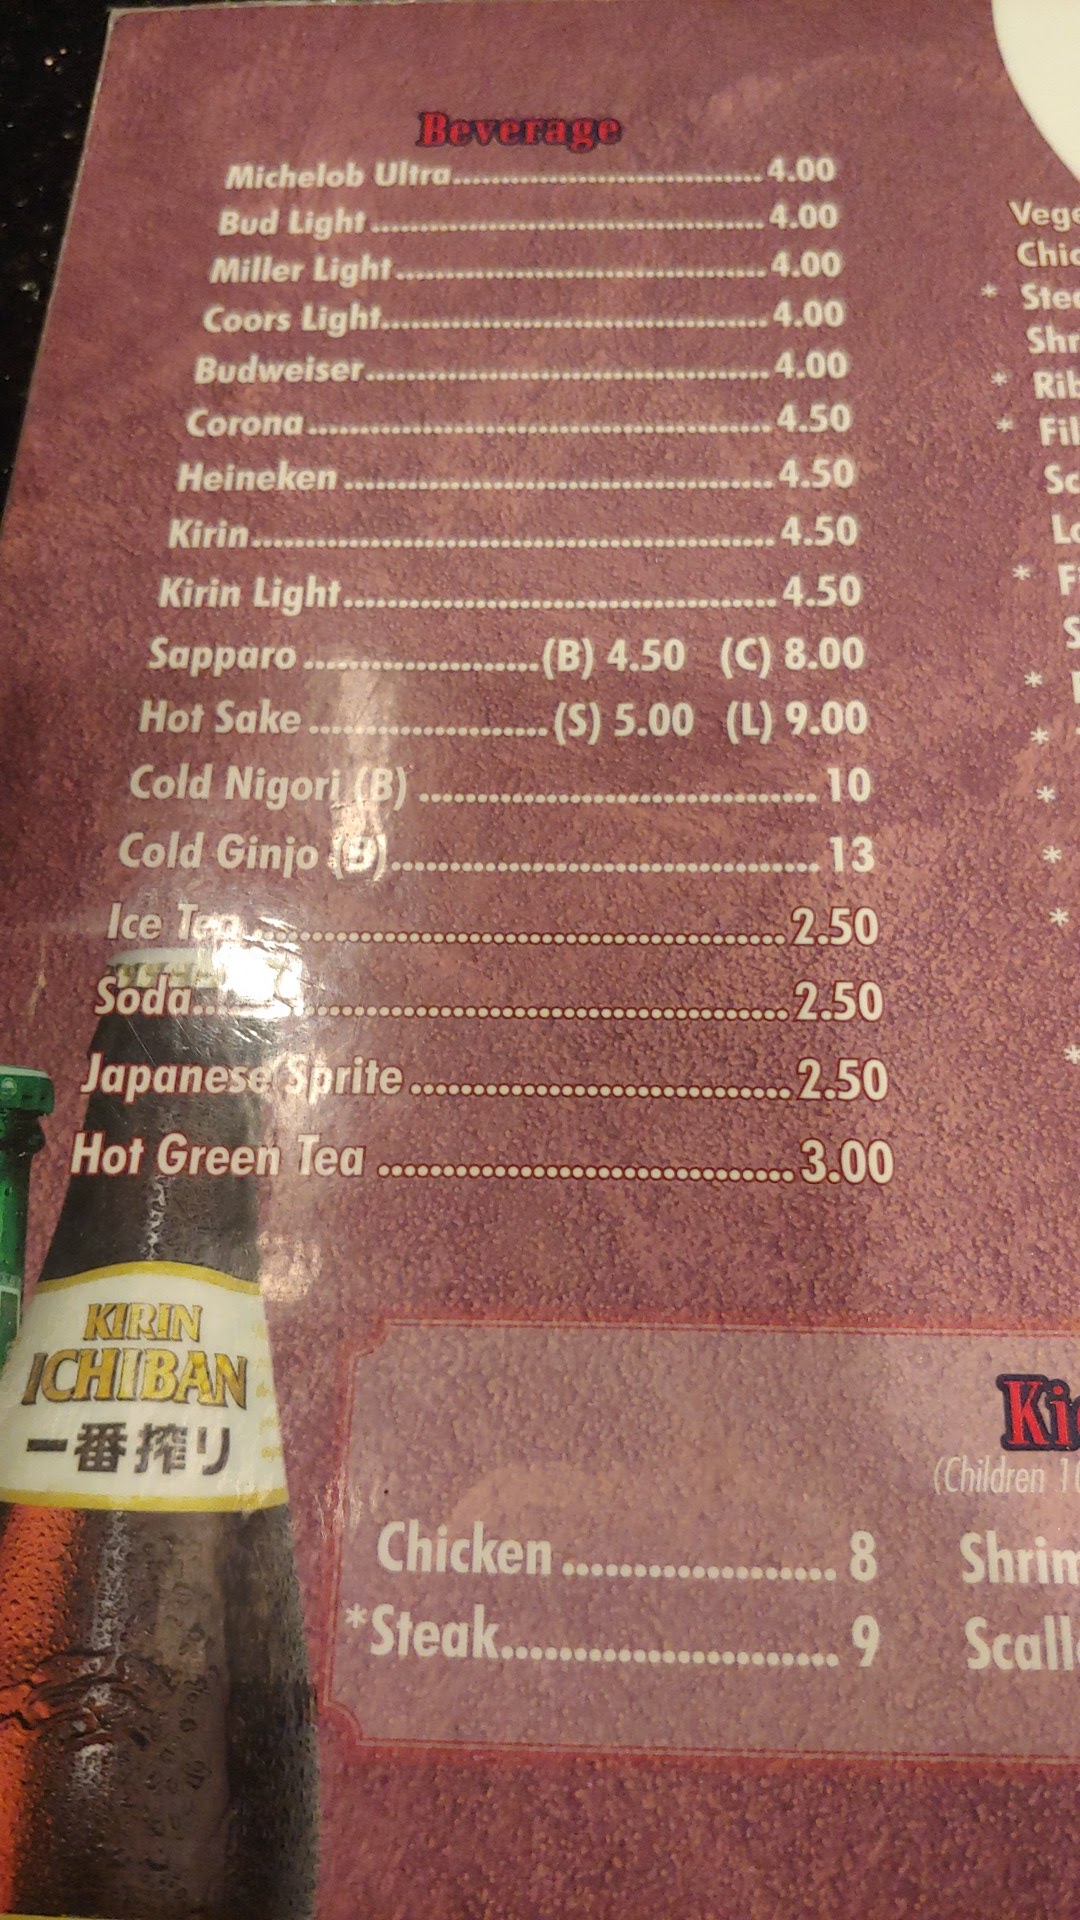 Beverage
Michelob Ultra 4.00
Bud Light 4.00
Miller Light 4.00
Coors Light 4.00
Budweiser 4.00
Corona 4.50
Heineken 4.50
Kirin 4.50
Kirin Light 4.50
Sapparo (B) 4.50 (C) 8.00
Hot Sake (S) 5.00 (L) 9.00
Cold Nigori (B) 10
Cold Ginjo (B) 13
Ice Tea 2.50
Soda 2.50
Japanese Sprite 2.50
Hot Green Tea 3.00
KIRIN
ICHIBAN
一番搾り
(Children
Chicken 8
*Steak 9